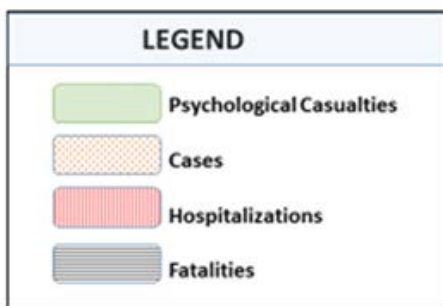 LEGEND
Psychological Casualties
Cases
Hospitalizations
Fatalities